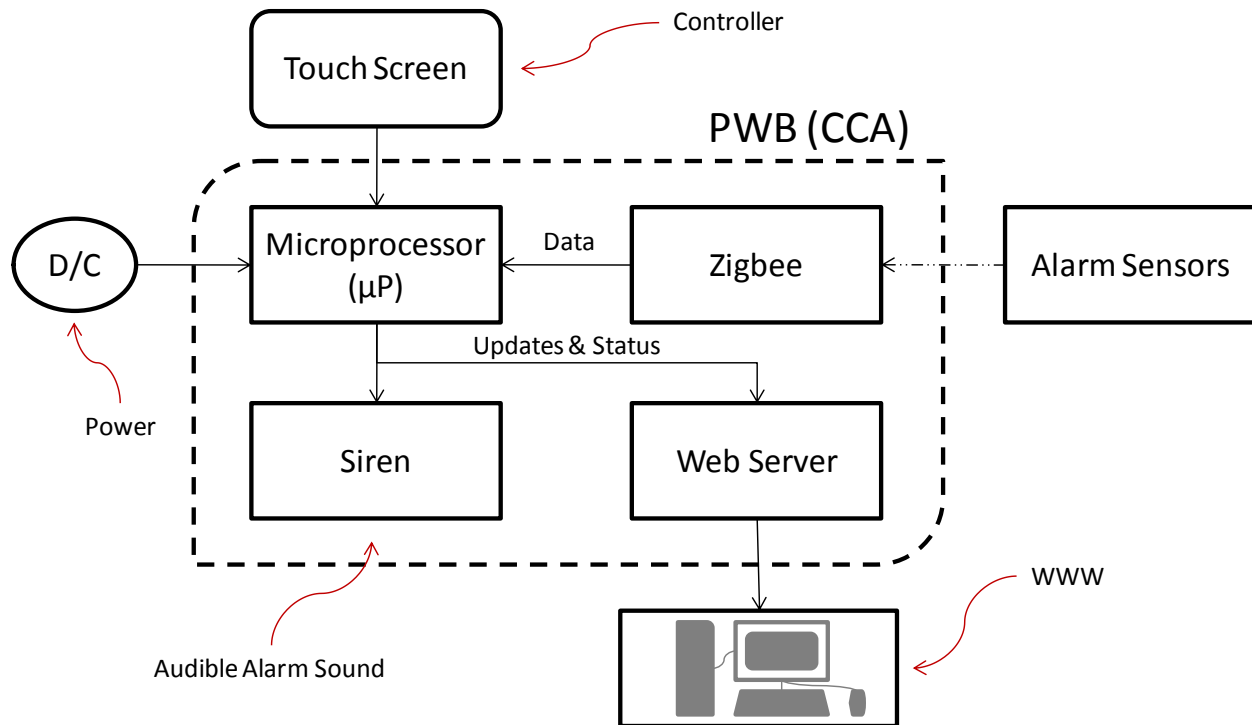 Controller
Touch Screen
PWB (CCA)
D/C
Microprocessor
(µP)
Data
Zigbee
Alarm Sensors
Updates & Status
Power
Siren
Web Server
WWW
Audible Alarm Sound